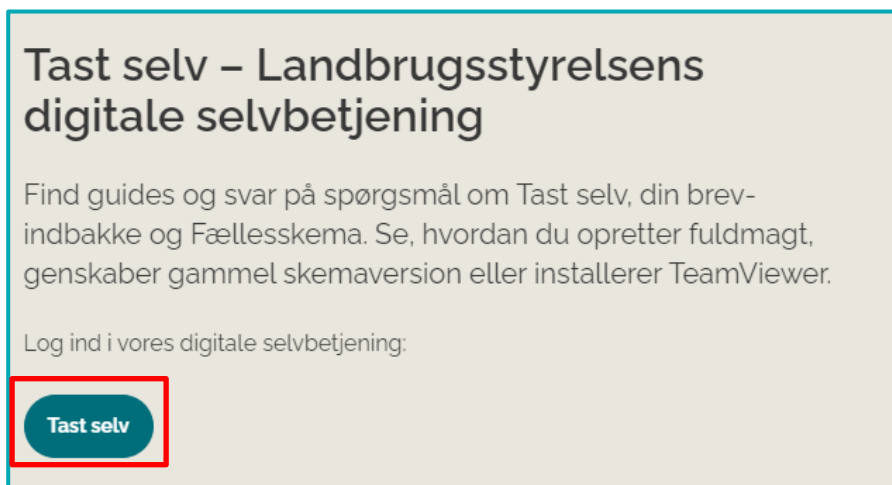 Tast selv – Landbrugsstyrelsens
digitale selvbetjening
Find guides og svar på spørgsmål om Tast selv, din brev-
indbakke og Fællesskema. Se, hvordan du opretter fuldmagt,
genskaber gammel skemaversion eller installerer TeamViewer.
Log ind i vores digitale selvbetjening:
Tast selv